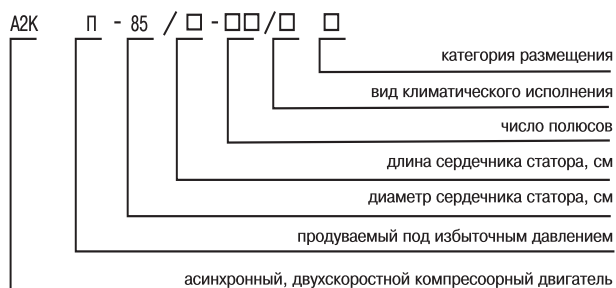 А2К П - 85 / □ - □□ / □ □
категория размещения
вид климатического исполнения
число полюсов
длина сердечника статора, см
диаметр сердечника статора, см
продуваемый под избыточным давлением
асинхронный, двухскоростной компресоорный двигатель